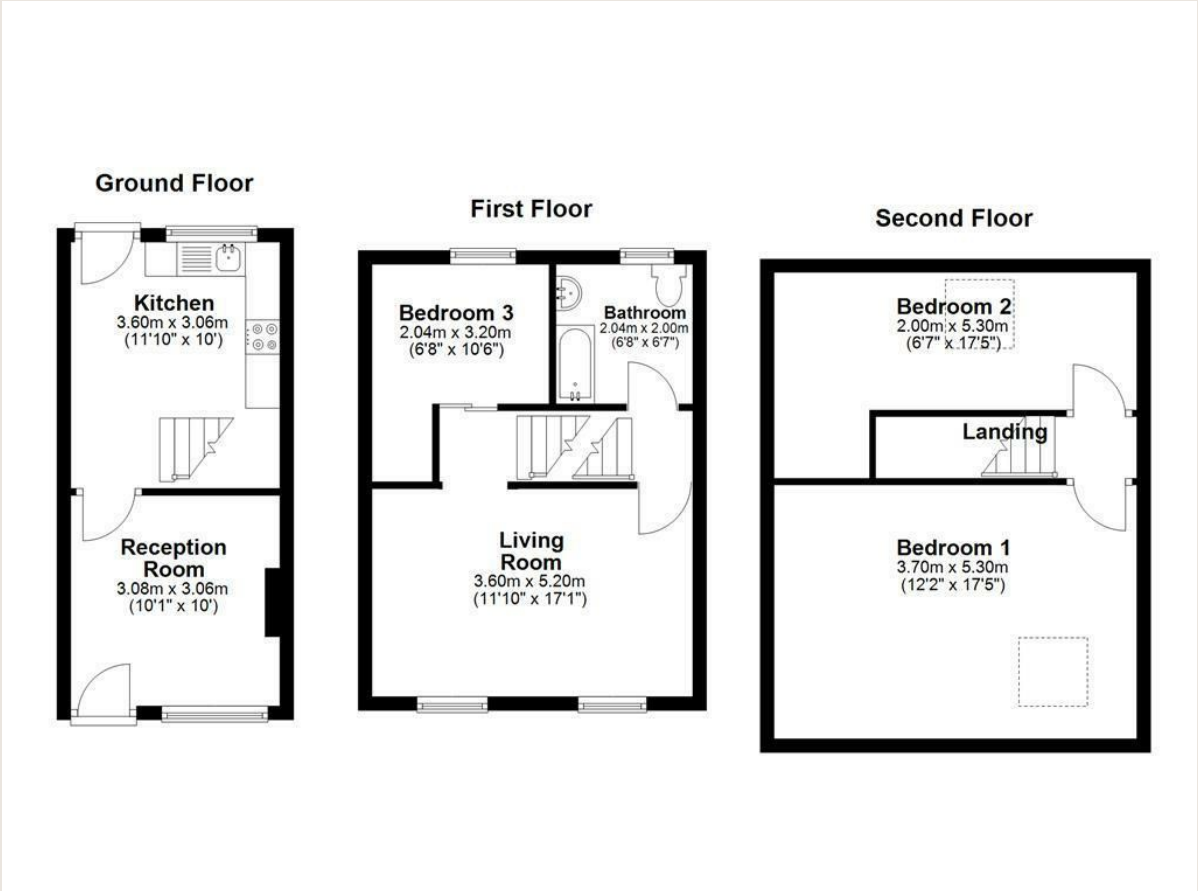 Ground Floor
Kitchen
3.60m x 3.06m
(11'10" x 10')
Reception
Room
3.08m x 3.06m
(10'1" x 10')
First Floor
Bedroom 3
2.04m x 3.20m
(6'8" x 10'6")
Bathroom
2.04m x 2.00m
(6'8" x 6'7")
Living
Room
3.60m x 5.20m
(11'10" x 17'1")
Second Floor
Bedroom 2
2.00m x 5.30m
(6'7" x 17'5")
Landing
Bedroom 1
3.70m x 5.30m
(12'2" x 17'5")